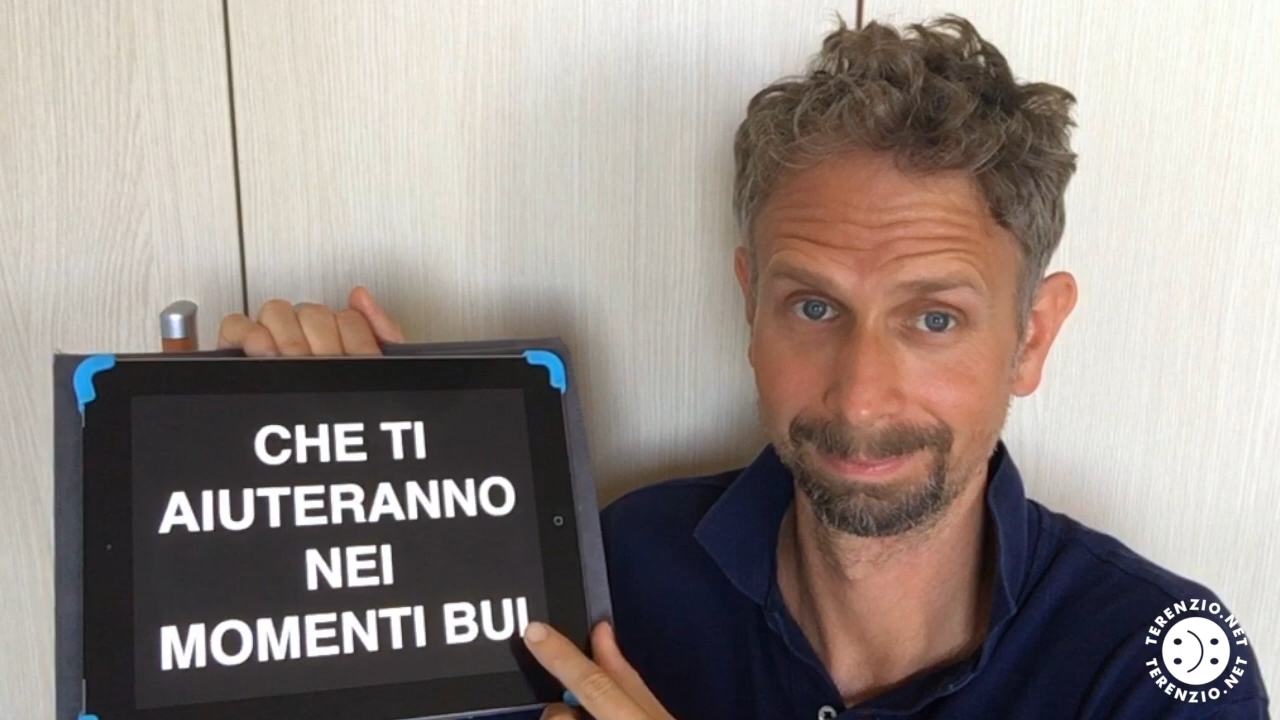 CHE TI
AIUTERANNO
NEI
MOMENTI BUI
TERENZIO.NET
TERENZIO.NET